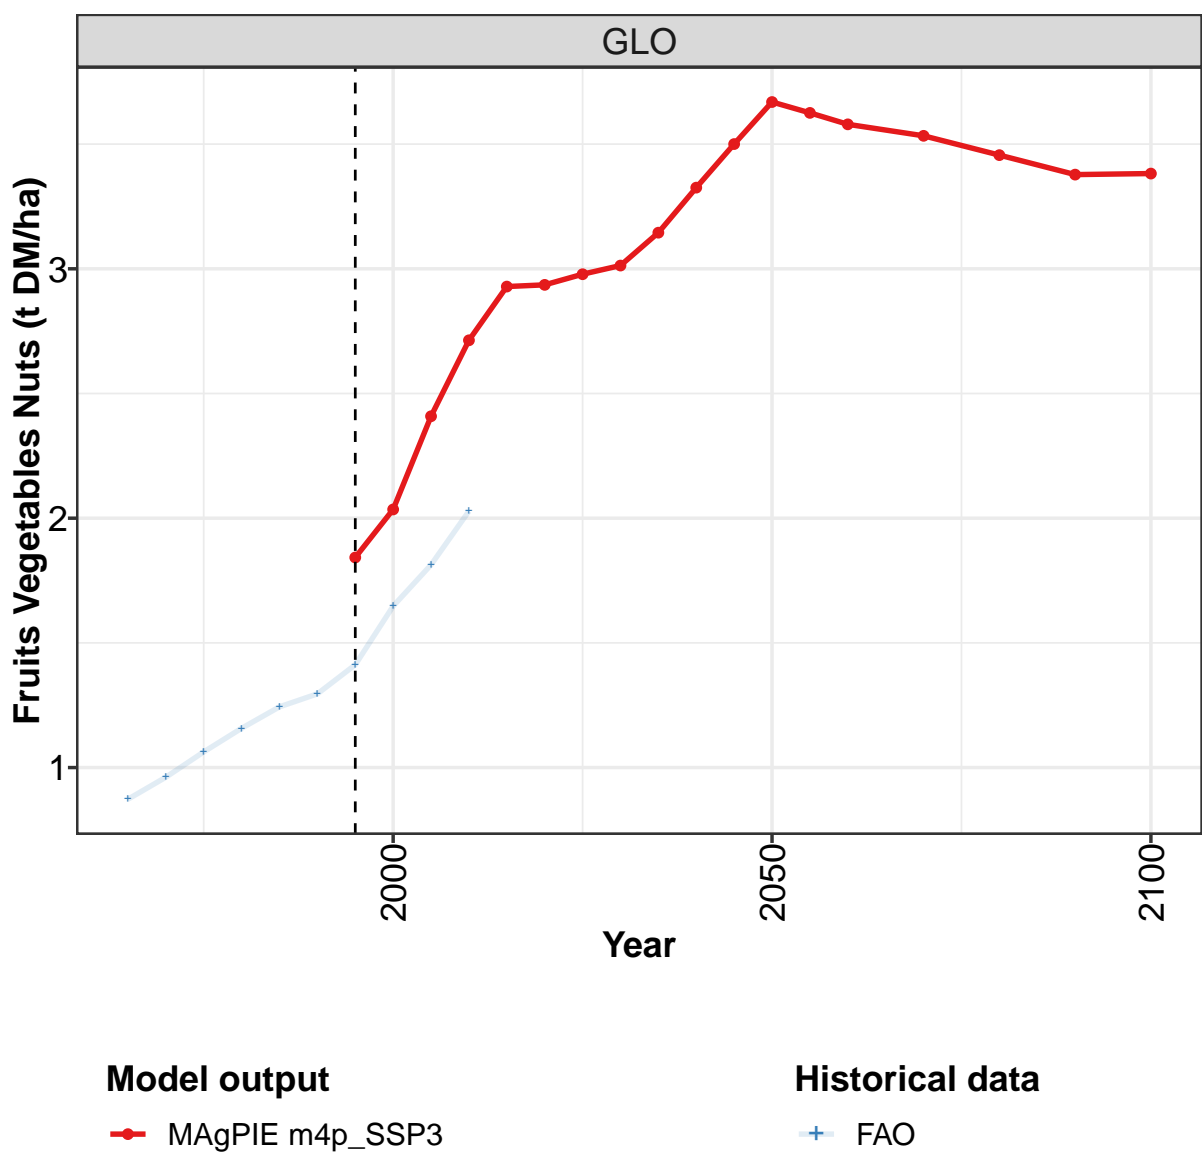 GLO
Fruits Vegetables Nuts (t DM/ha)
3
2
1
2000
2050
2100
Year
Model output
MAgPIE m4p_SSP3
Historical data
FAO